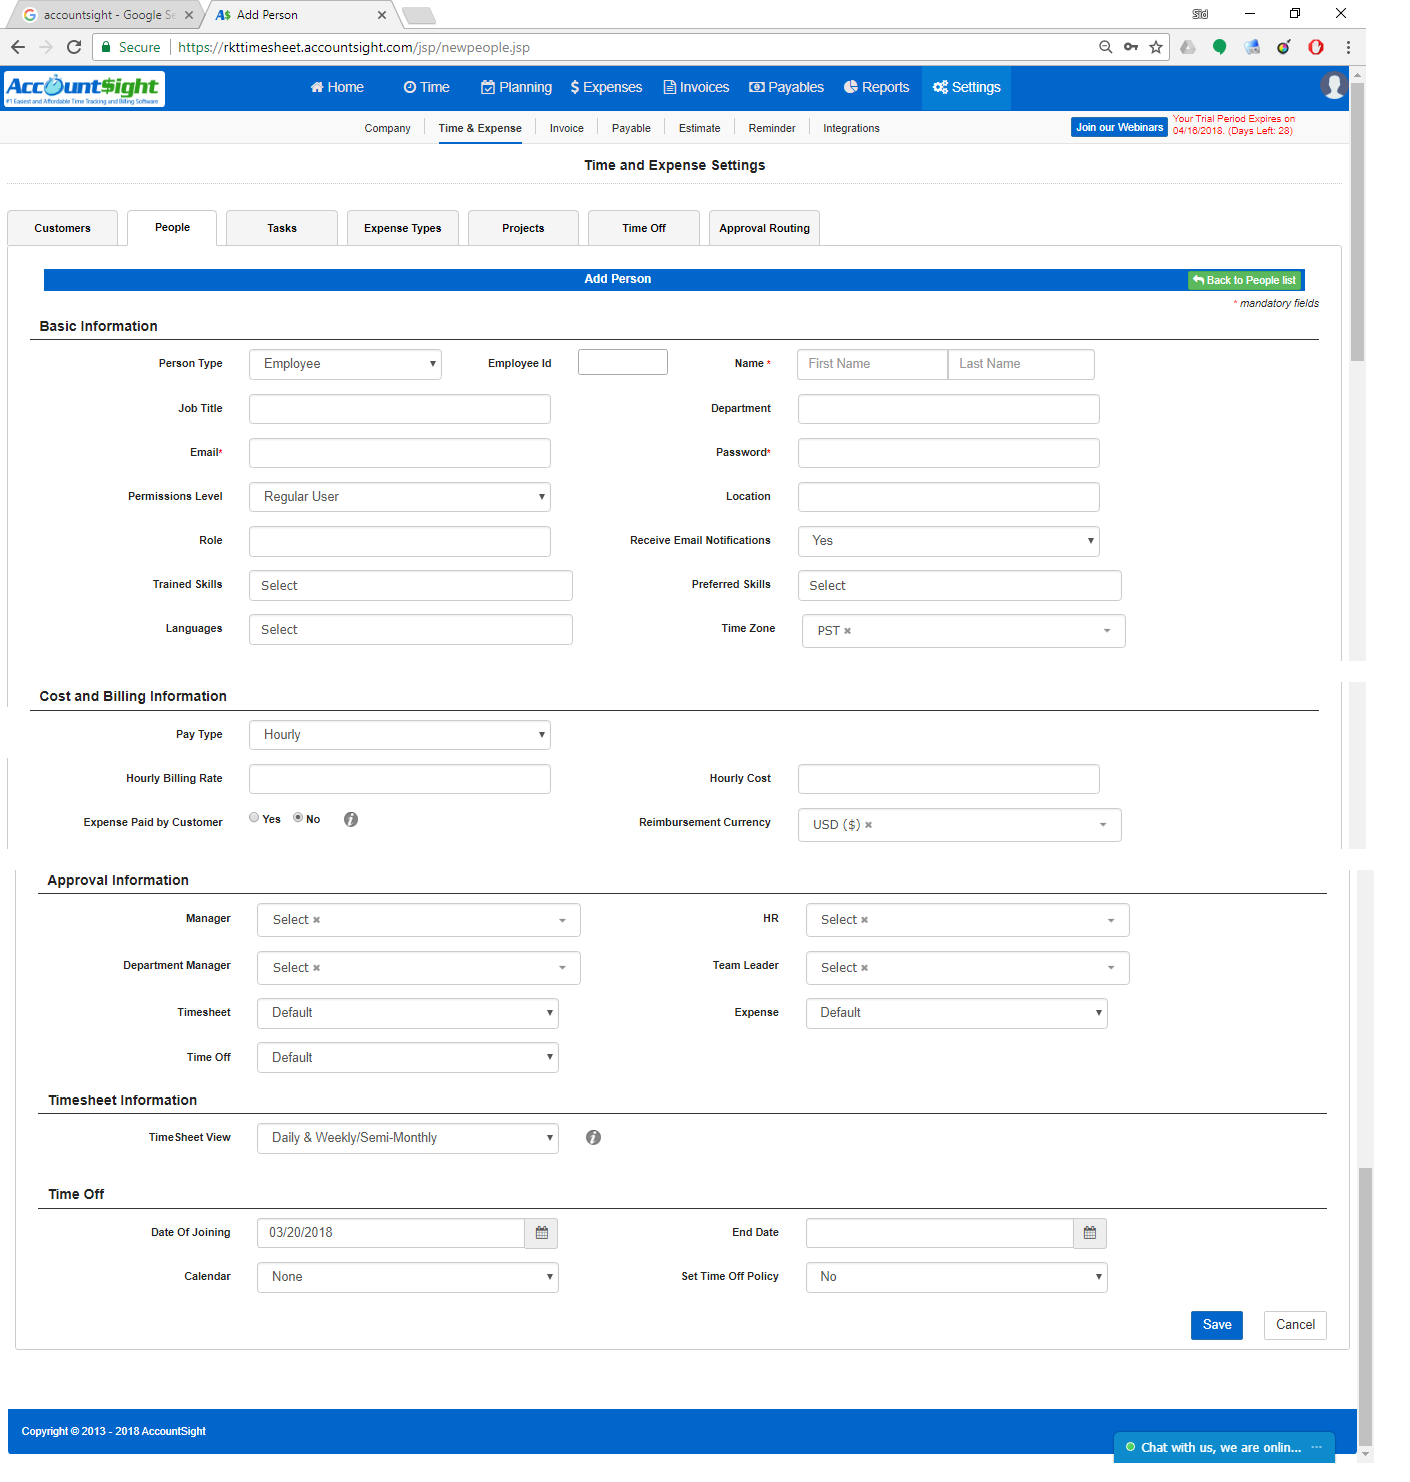 accountsight - Google Se
Add Person
Sid
Secure | https://rkttimesheet.accountsight.com/jsp/newpeople.jsp
Acc unt$ight
#1 Easiest and Affordable Time Tracking and Billing Software
Home Time Planning $ Expenses Invoices Payables Reports Settings
Company Time & Expense Invoice Payable Estimate Reminder Integrations
Join our Webinars
Your Trial Period Expires on
04/16/2018. (Days Left: 28)
Time and Expense Settings
Customers People Tasks Expense Types Projects Time Off Approval Routing
Add Person
Back to People list
* mandatory fields
Basic Information
Person Type Employee Employee Id Name * First Name Last Name
Job Title Department
Email* Password*
Permissions Level Regular User Location
Role Receive Email Notifications Yes
Trained Skills Select Preferred Skills Select
Languages Select Time Zone PST ×
Cost and Billing Information
Pay Type Hourly
Hourly Billing Rate Hourly Cost
Expense Paid by Customer Yes No i Reimbursement Currency USD ($) ×
Approval Information
Manager Select × HR Select ×
Department Manager Select × Team Leader Select ×
Timesheet Default Expense Default
Time Off Default
Timesheet Information
TimeSheet View Daily & Weekly/Semi-Monthly i
Time Off
Date Of Joining 03/20/2018 End Date
Calendar None Set Time Off Policy No
Save Cancel
Copyright © 2013 - 2018 AccountSight
Chat with us, we are onlin...